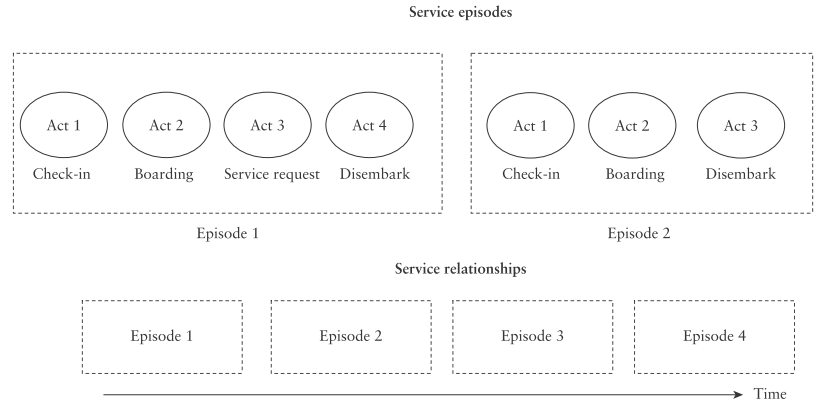 Service episodes
Act 1 Act 2 Act 3 Act 4 Act 1 Act 2 Act 3
Check-in Boarding Service request Disembark Check-in Boarding Disembark
Episode 1 Episode 2
Service relationships
Episode 1 Episode 2 Episode 3 Episode 4
Time